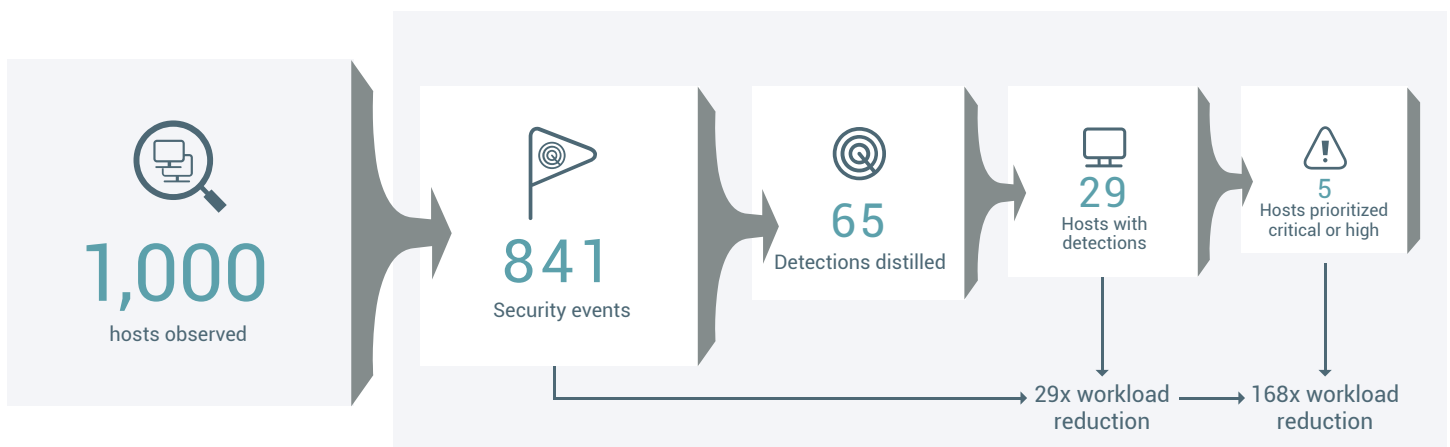 1,000
hosts observed
841
Security events
65
Detections distilled
29
Hosts with
detections
5
Hosts prioritized
critical or high
29x workload
reduction
168x workload
reduction